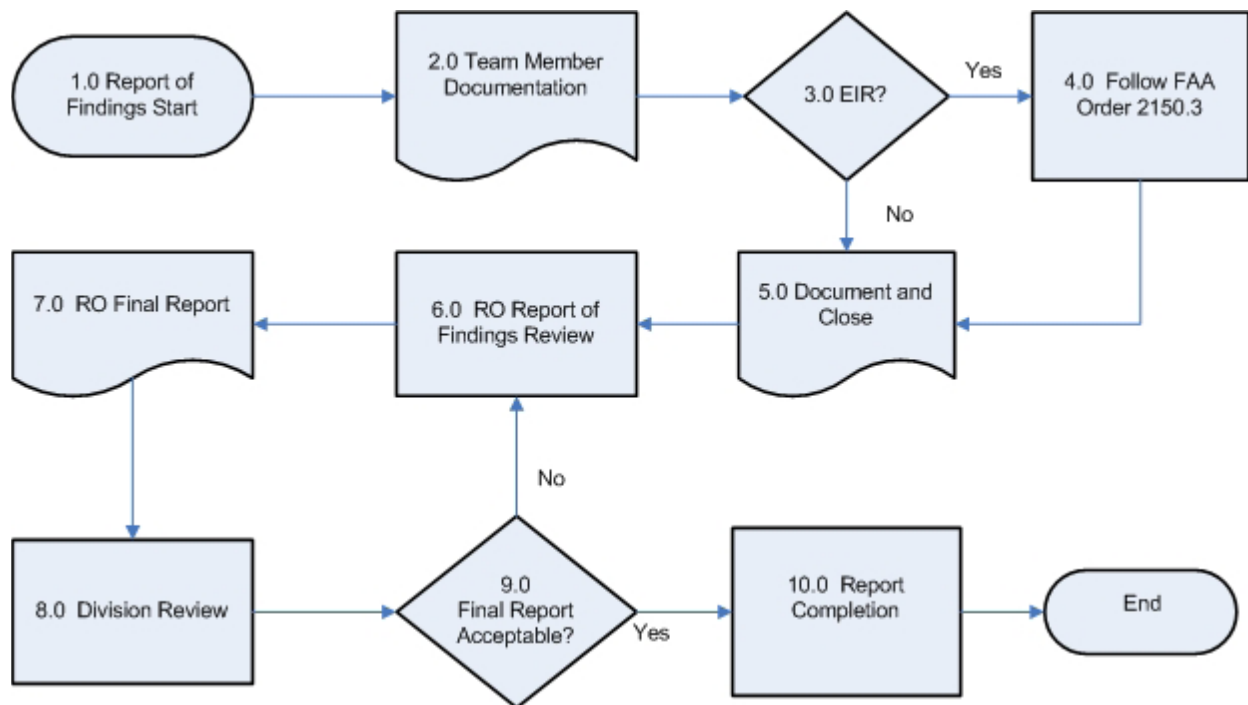 1.0 Report of
Findings Start
2.0 Team Member
Documentation
3.0 EIR?
Yes
4.0 Follow FAA
Order 2150.3
No
7.0 RO Final Report
6.0 RO Report of
Findings Review
5.0 Document and
Close
No
8.0 Division Review
9.0
Final Report
Acceptable?
Yes
10.0 Report
Completion
End